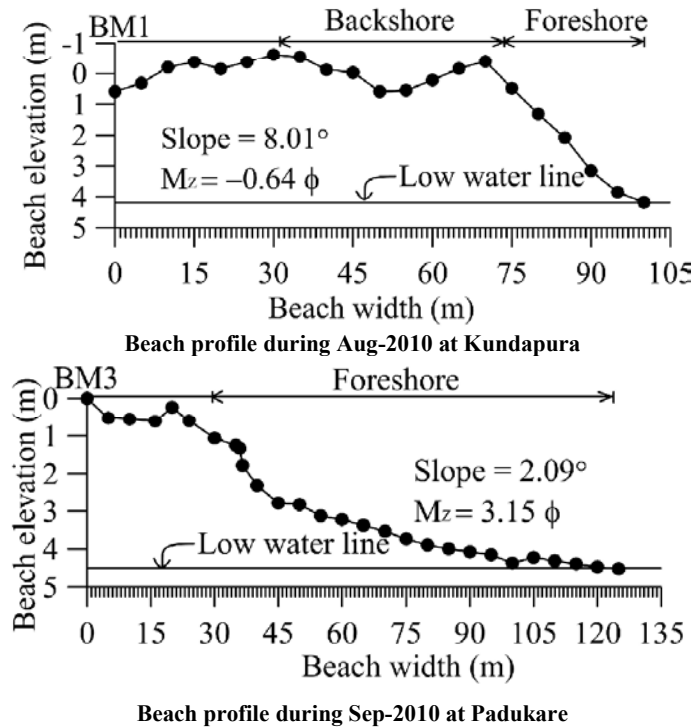 BM1 Backshore Foreshore
Beach elevation (m)
-1
0
1
2
3
4
5
Slope = 8.01°
Mz = −0.64 ϕ
Low water line
0 15 30 45 60 75 90 105
Beach width (m)
Beach profile during Aug-2010 at Kundapura
BM3 Foreshore
Beach elevation (m)
0
1
2
3
4
5
Slope = 2.09°
Mz = 3.15 ϕ
Low water line
0 15 30 45 60 75 90 105 120 135
Beach width (m)
Beach profile during Sep-2010 at Padukare